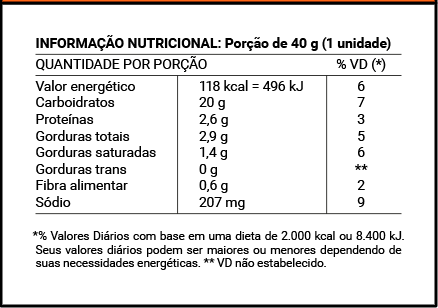 INFORMAÇÃO NUTRICIONAL: Porção de 40 g (1 unidade)
QUANTIDADE POR PORÇÃO % VD (*)
Valor energético 118 kcal = 496 kJ 6
Carboidratos 20 g 7
Proteínas 2,6 g 3
Gorduras totais 2,9 g 5
Gorduras saturadas 1,4 g 6
Gorduras trans 0 g **
Fibra alimentar 0,6 g 2
Sódio 207 mg 9
*% Valores Diários com base em uma dieta de 2.000 kcal ou 8.400 kJ.
Seus valores diários podem ser maiores ou menores dependendo de
suas necessidades energéticas. ** VD não estabelecido.